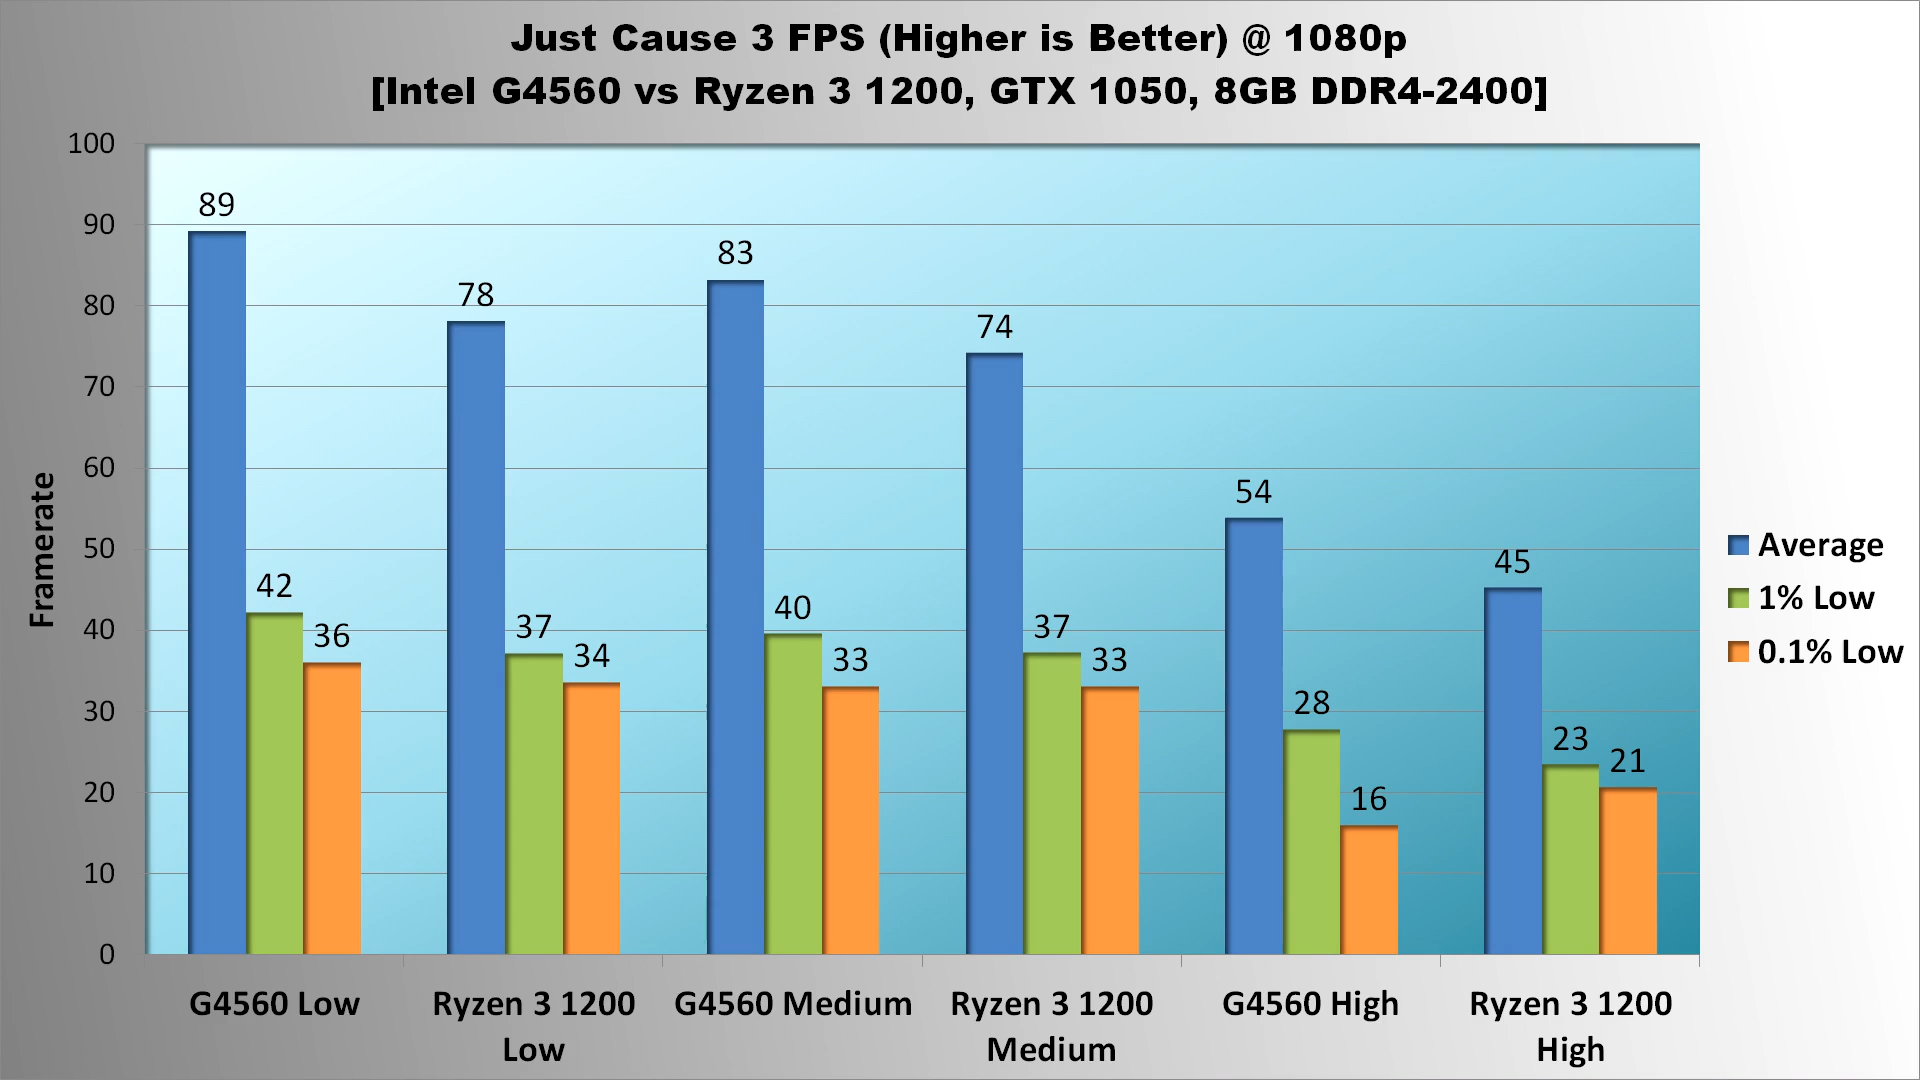 Just Cause 3 FPS (Higher is Better) @ 1080p
[Intel G4560 vs Ryzen 3 1200, GTX 1050, 8GB DDR4-2400]
100
90
80
70
60
50
40
30
20
10
0
Framerate
89
42
36
78
37
34
83
40
33
74
37
33
54
28
16
45
23
21
G4560 Low
Ryzen 3 1200
Low
G4560 Medium
Ryzen 3 1200
Medium
G4560 High
Ryzen 3 1200
High
Average
1% Low
0.1% Low